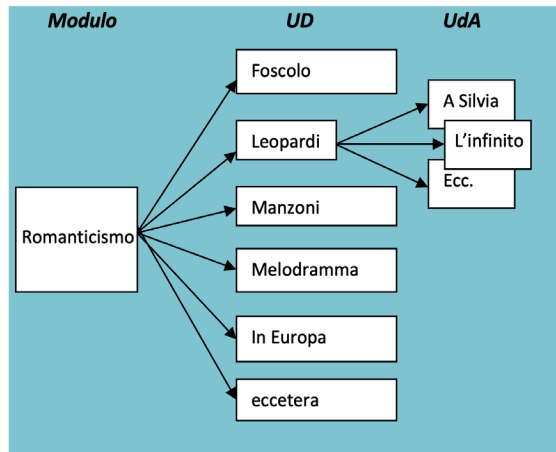 Modulo
UD
UdA
Foscolo
A Silvia
Leopardi
L'infinito
Ecc.
Manzoni
Romanticismo
Melodramma
In Europa
eccetera